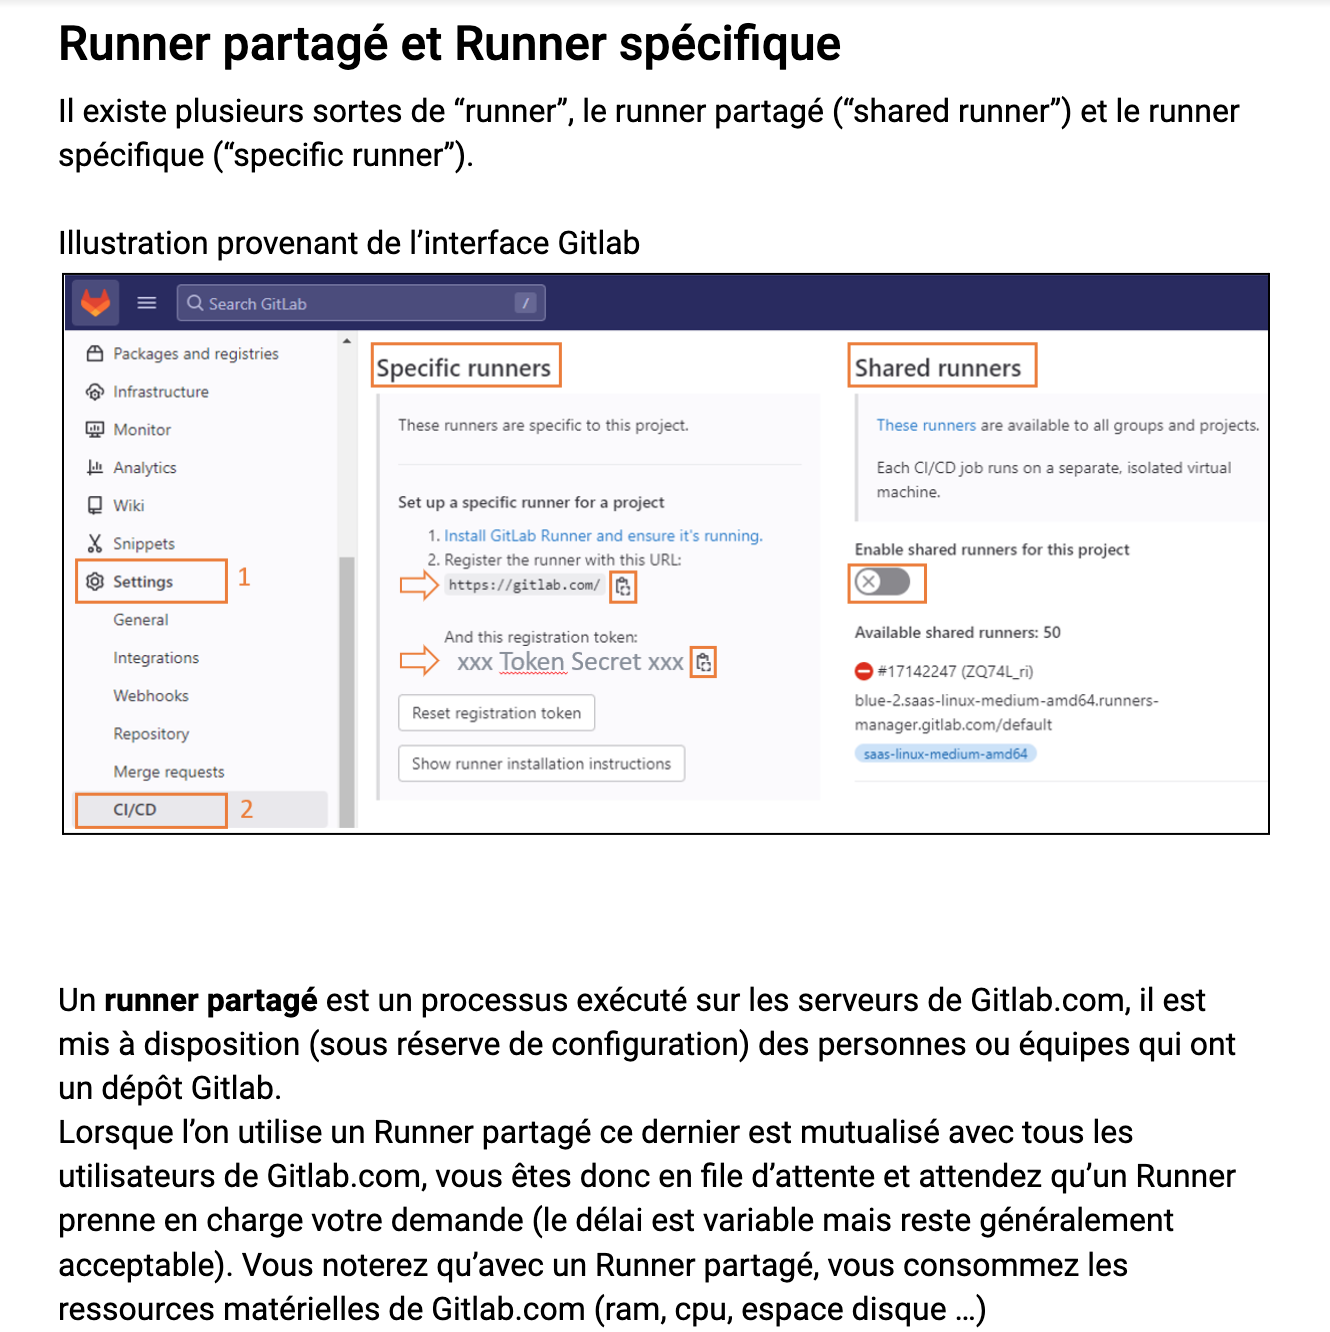 Runner partagé et Runner spécifique
Il existe plusieurs sortes de “runner”, le runner partagé (“shared runner”) et le runner
spécifique (“specific runner”).
Illustration provenant de l’interface Gitlab
Search GitLab
/
Packages and registries
Infrastructure
Monitor
Analytics
Wiki
Snippets
Settings
1
General
Integrations
Webhooks
Repository
Merge requests
CI/CD
2
Specific runners
These runners are specific to this project.
Set up a specific runner for a project
1. Install GitLab Runner and ensure it's running.
2. Register the runner with this URL:
https://gitlab.com/
And this registration token:
xxx Token Secret xxx
Reset registration token
Show runner installation instructions
Shared runners
These runners are available to all groups and projects.
Each CI/CD job runs on a separate, isolated virtual
machine.
Enable shared runners for this project
Available shared runners: 50
#17142247 (ZQ74L_ri)
blue-2.saas-linux-medium-amd64.runners-
manager.gitlab.com/default
saas-linux-medium-amd64
Un runner partagé est un processus exécuté sur les serveurs de Gitlab.com, il est
mis à disposition (sous réserve de configuration) des personnes ou équipes qui ont
un dépôt Gitlab.
Lorsque l’on utilise un Runner partagé ce dernier est mutualisé avec tous les
utilisateurs de Gitlab.com, vous êtes donc en file d’attente et attendez qu’un Runner
prenne en charge votre demande (le délai est variable mais reste généralement
acceptable). Vous noterez qu’avec un Runner partagé, vous consommez les
ressources matérielles de Gitlab.com (ram, cpu, espace disque …)